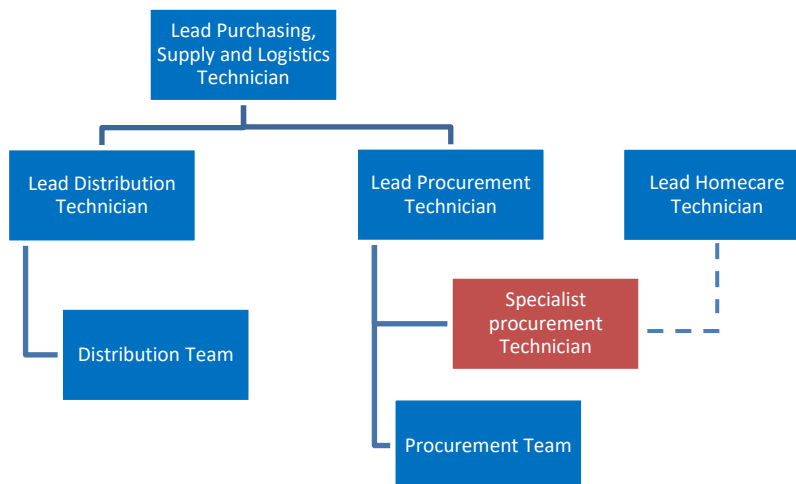 Lead Purchasing,
Supply and Logistics
Technician
Lead Distribution
Technician
Lead Procurement
Technician
Lead Homecare
Technician
Specialist
procurement
Technician
Distribution Team
Procurement Team